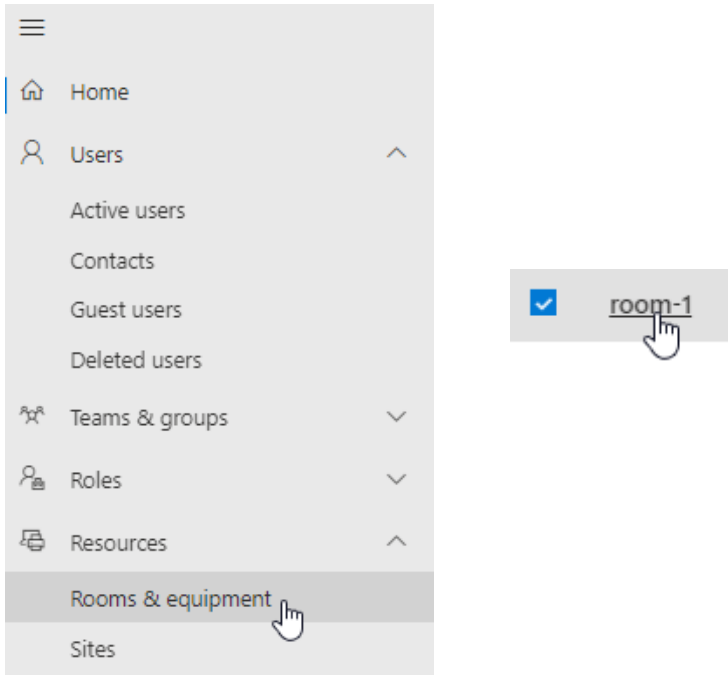 Home
Users
Active users
Contacts
Guest users
Deleted users
Teams & groups
Roles
Resources
Rooms & equipment
Sites
room-1